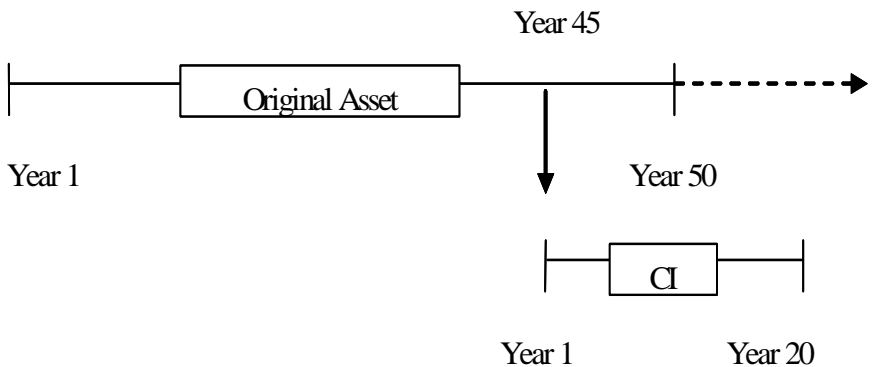 Year 45
Original Asset
Year 1
Year 50
CI
Year 1
Year 20